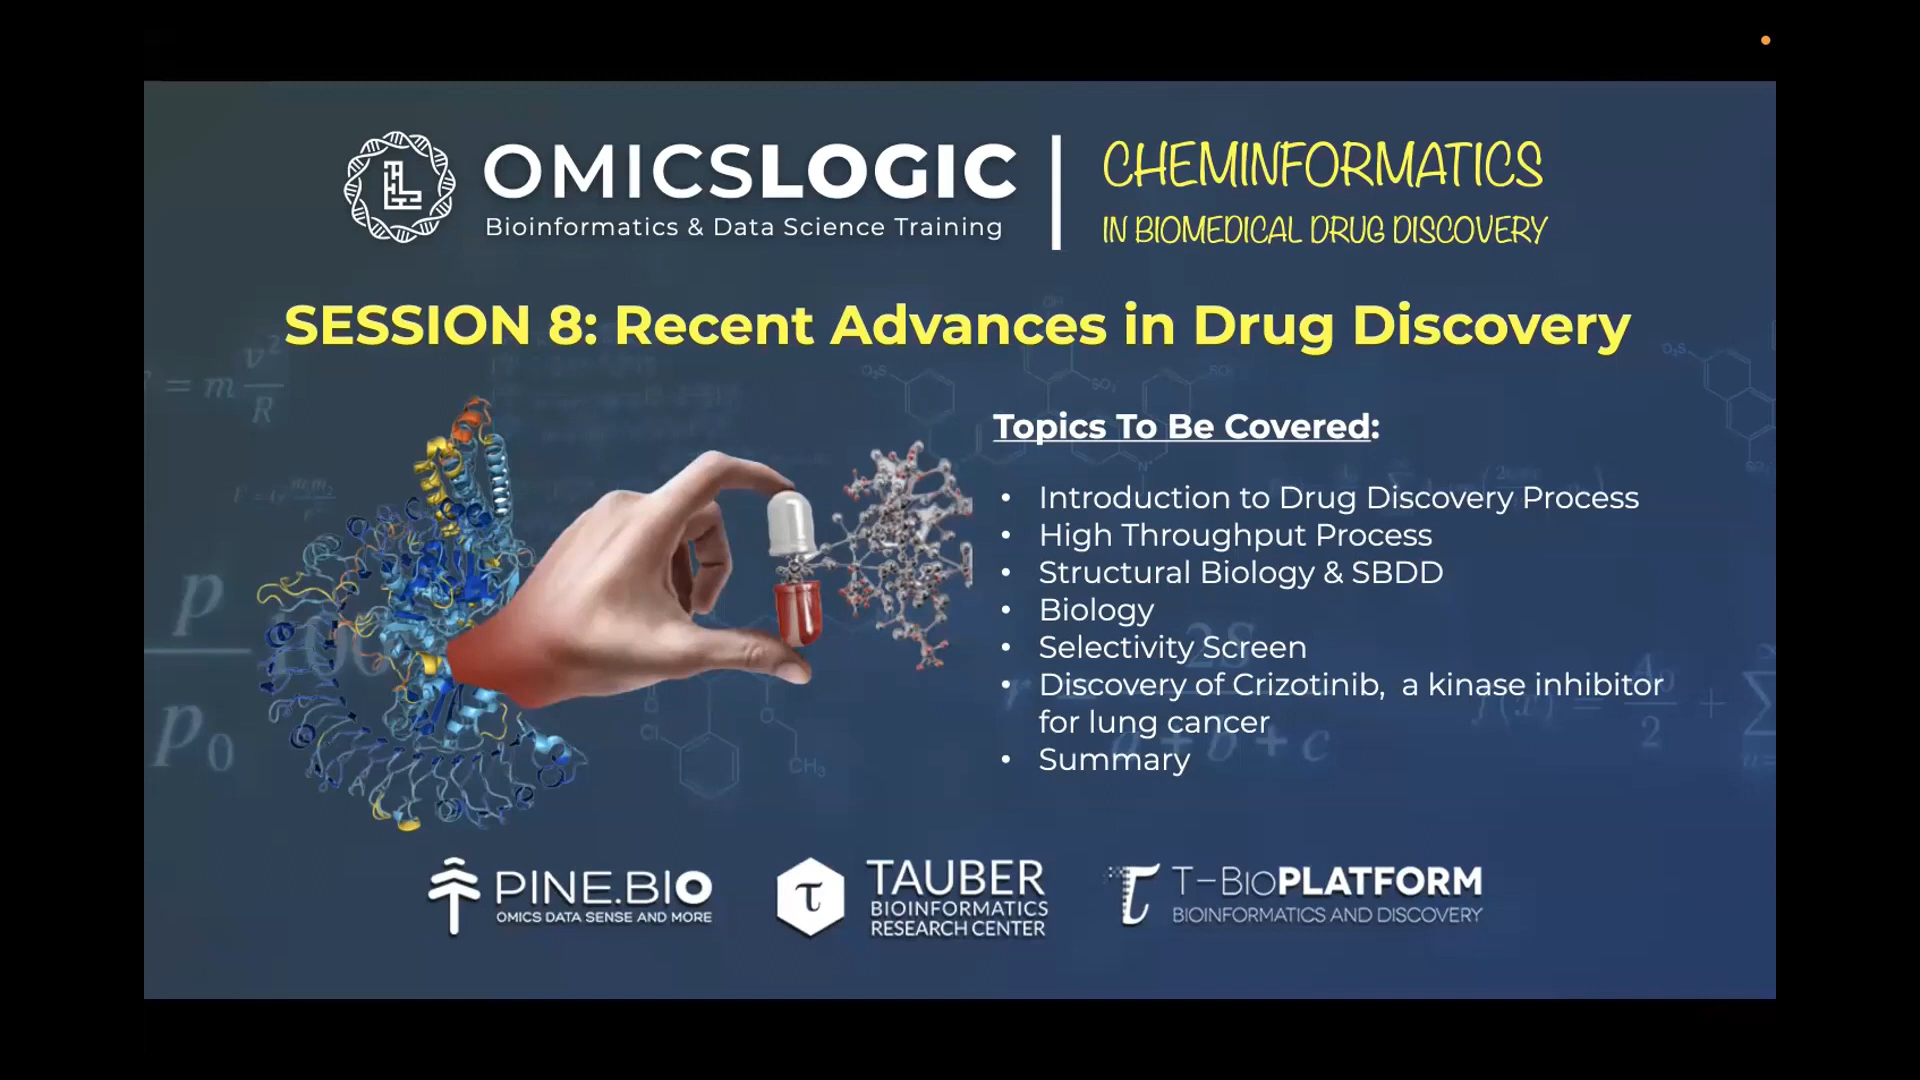 OMICSLOGIC
Bioinformatics & Data Science Training
CHEMINFORMATICS
IN BIOMEDICAL DRUG DISCOVERY
SESSION 8: Recent Advances in Drug Discovery
Topics To Be Covered:
• Introduction to Drug Discovery Process
• High Throughput Process
• Structural Biology & SBDD
• Biology
• Selectivity Screen
• Discovery of Crizotinib, a kinase inhibitor
for lung cancer
• Summary
PINE.BIO
OMICS DATA SENSE AND MORE
TAUBER
BIOINFORMATICS
RESEARCH CENTER
T-BIOPLATFORM
BIOINFORMATICS AND DISCOVERY